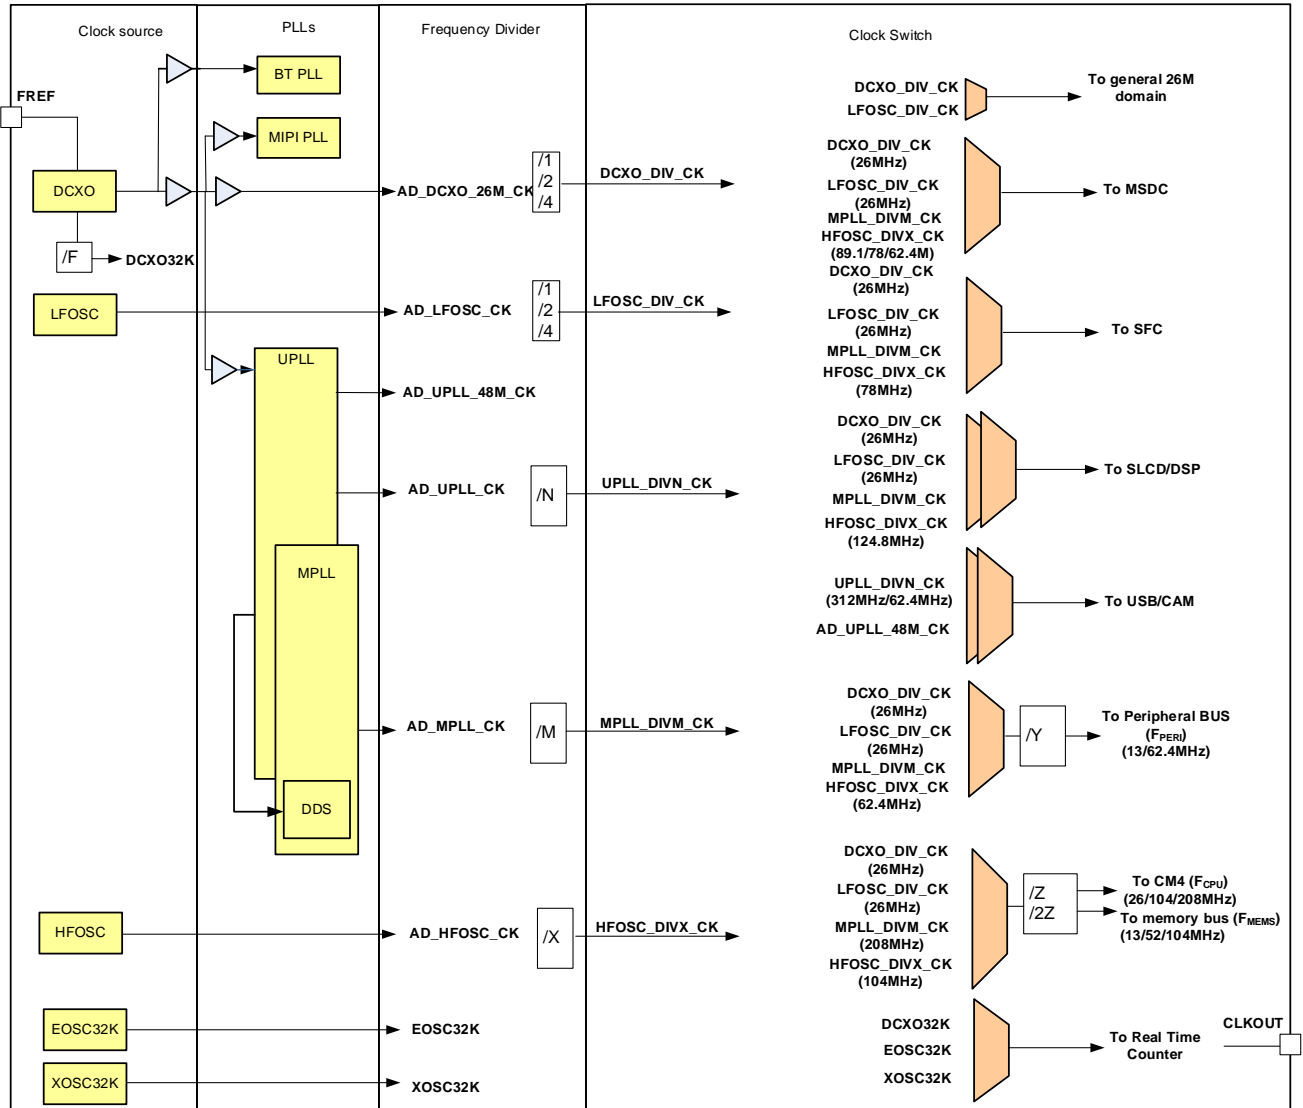 Clock source
PLLs
Frequency Divider
Clock Switch
FREF
BT PLL
MIPI PLL
DCXO
AD_DCXO_26M_CK
/1
/2
/4
DCXO_DIV_CK
/F
DCXO32K
LFOSC
AD_LFOSC_CK
/1
/2
/4
LFOSC_DIV_CK
UPLL
AD_UPLL_48M_CK
AD_UPLL_CK
/N
UPLL_DIVN_CK
MPLL
AD_MPLL_CK
/M
MPLL_DIVM_CK
DDS
HFOSC
AD_HFOSC_CK
/X
HFOSC_DIVX_CK
EOSC32K
EOSC32K
XOSC32K
XOSC32K
DCXO_DIV_CK
LFOSC_DIV_CK
To general 26M
domain
DCXO_DIV_CK
(26MHz)
LFOSC_DIV_CK
(26MHz)
MPLL_DIVM_CK
HFOSC_DIVX_CK
(89.1/78/62.4M)
To MSDC
DCXO_DIV_CK
(26MHz)
LFOSC_DIV_CK
(26MHz)
MPLL_DIVM_CK
HFOSC_DIVX_CK
(78MHz)
To SFC
DCXO_DIV_CK
(26MHz)
LFOSC_DIV_CK
(26MHz)
MPLL_DIVM_CK
HFOSC_DIVX_CK
(124.8MHz)
To SLCD/DSP
UPLL_DIVN_CK
(312MHz/62.4MHz)
AD_UPLL_48M_CK
To USB/CAM
DCXO_DIV_CK
(26MHz)
LFOSC_DIV_CK
(26MHz)
MPLL_DIVM_CK
HFOSC_DIVX_CK
(62.4MHz)
/Y
To Peripheral BUS
(FPERI)
(13/62.4MHz)
DCXO_DIV_CK
(26MHz)
LFOSC_DIV_CK
(26MHz)
MPLL_DIVM_CK
(208MHz)
HFOSC_DIVX_CK
(104MHz)
/Z
/2Z
To CM4 (FCPU)
(26/104/208MHz)
To memory bus (FMEMS)
(13/52/104MHz)
DCXO32K
EOSC32K
XOSC32K
To Real Time
Counter
CLKOUT